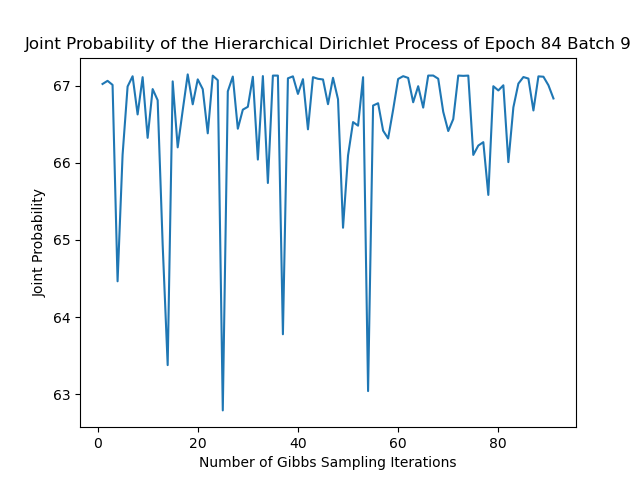 Joint Probability of the Hierarchical Dirichlet Process of Epoch 84 Batch 9
67
66
65
64
63
Joint Probability
0 20 40 60 80
Number of Gibbs Sampling Iterations